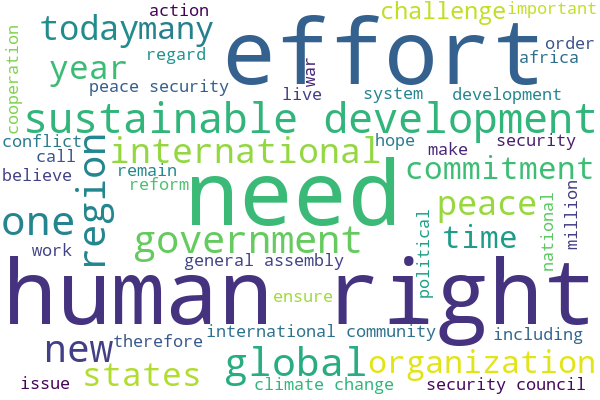 action
challenge
important
today
many
effort
order
cooperation
regard
war
africa
year
peace security
live
system
development
sustainable development
conflict
region
international
hope
make
security
call
remain
commitment
believe
reform
need
million
one
peace
national
government
political
time
work
general assembly
human right
ensure
new
therefore
international community
including
global
organization
issue
states
climate change
security council